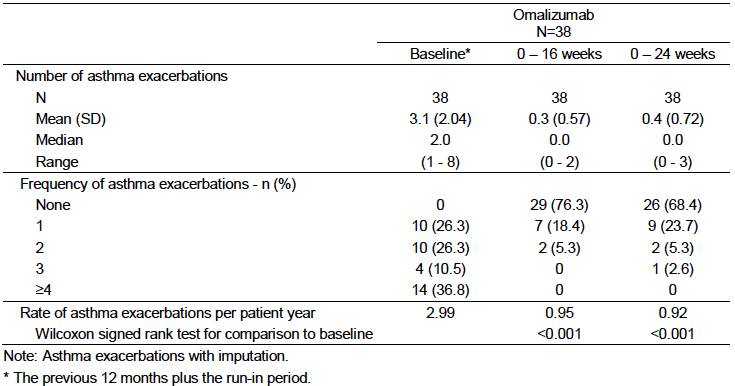 Omalizumab
N=38
Baseline* 0 – 16 weeks 0 – 24 weeks
Number of asthma exacerbations
N 38 38 38
Mean (SD) 3.1 (2.04) 0.3 (0.57) 0.4 (0.72)
Median 2.0 0.0 0.0
Range (1 - 8) (0 - 2) (0 - 3)
Frequency of asthma exacerbations - n (%)
None 0 29 (76.3) 26 (68.4)
1 10 (26.3) 7 (18.4) 9 (23.7)
2 10 (26.3) 2 (5.3) 2 (5.3)
3 4 (10.5) 0 1 (2.6)
≥4 14 (36.8) 0 0
Rate of asthma exacerbations per patient year 2.99 0.95 0.92
Wilcoxon signed rank test for comparison to baseline <0.001 <0.001
Note: Asthma exacerbations with imputation.
* The previous 12 months plus the run-in period.